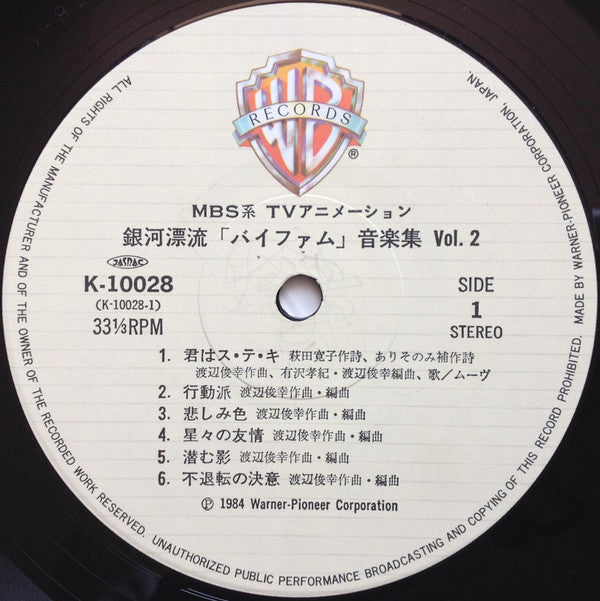 WB
RECORDS
®
MBS系 TVアニメーション
銀河漂流「バイファム」音楽集 Vol. 2
JASRAC
K-10028
(K-10028-1)
33⅓RPM
SIDE
1
STEREO
1. 君はス・テ・キ 萩田寛子作詩、ありそのみ補作詩
渡辺俊幸作曲、有沢孝紀・渡辺俊幸編曲、歌/ムーヴ
2. 行動派 渡辺俊幸作曲・編曲
3. 悲しみ色 渡辺俊幸作曲・編曲
4. 星々の友情 渡辺俊幸作曲・編曲
5. 潜む影 渡辺俊幸作曲・編曲
6. 不退転の決意 渡辺俊幸作曲・編曲
Ⓟ 1984 Warner-Pioneer Corporation
ALL RIGHTS OF THE MANUFACTURER AND OF THE OWNER OF THE RECORDED WORK RESERVED. UNAUTHORIZED PUBLIC PERFORMANCE BROADCASTING AND COPYING OF THIS RECORD PROHIBITED. MADE BY WARNER-PIONEER CORPORATION, JAPAN.